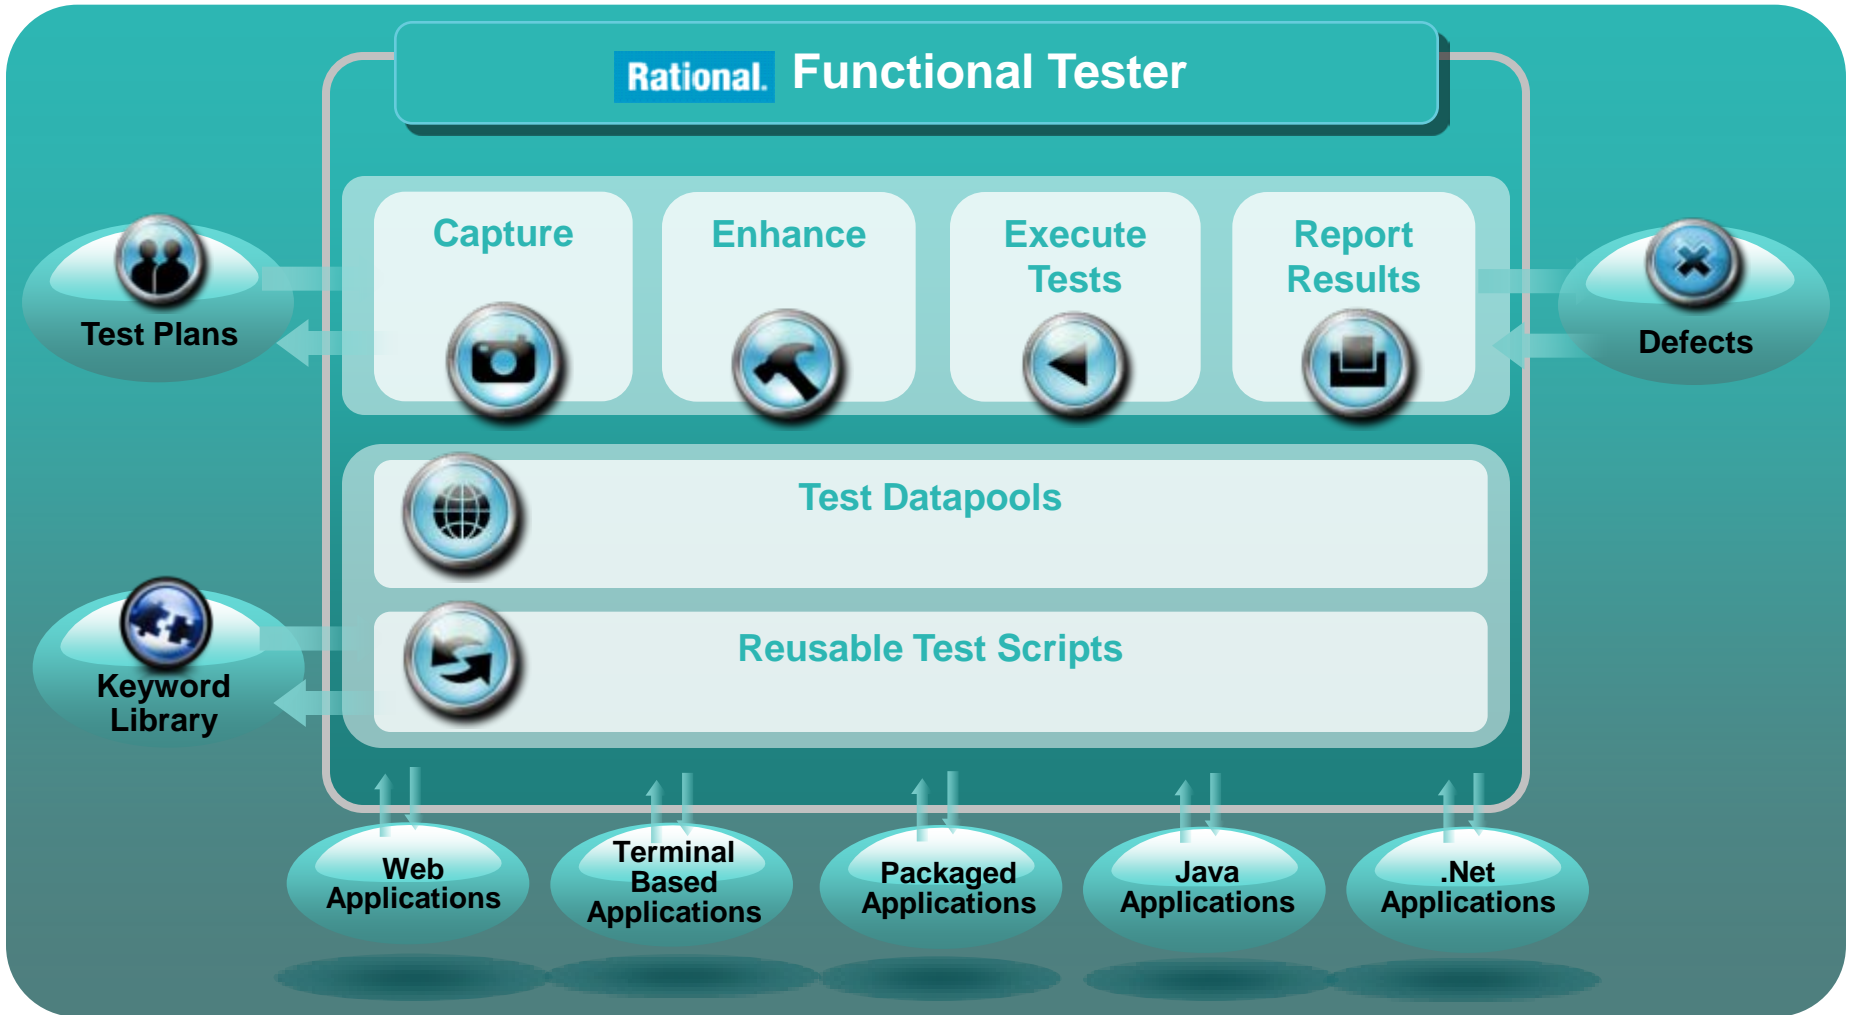 Rational. Functional Tester
Capture
Enhance
Execute
Tests
Report
Results
Test Plans
Defects
Test Datapools
Reusable Test Scripts
Keyword
Library
Web
Applications
Terminal
Based
Applications
Packaged
Applications
Java
Applications
.Net
Applications